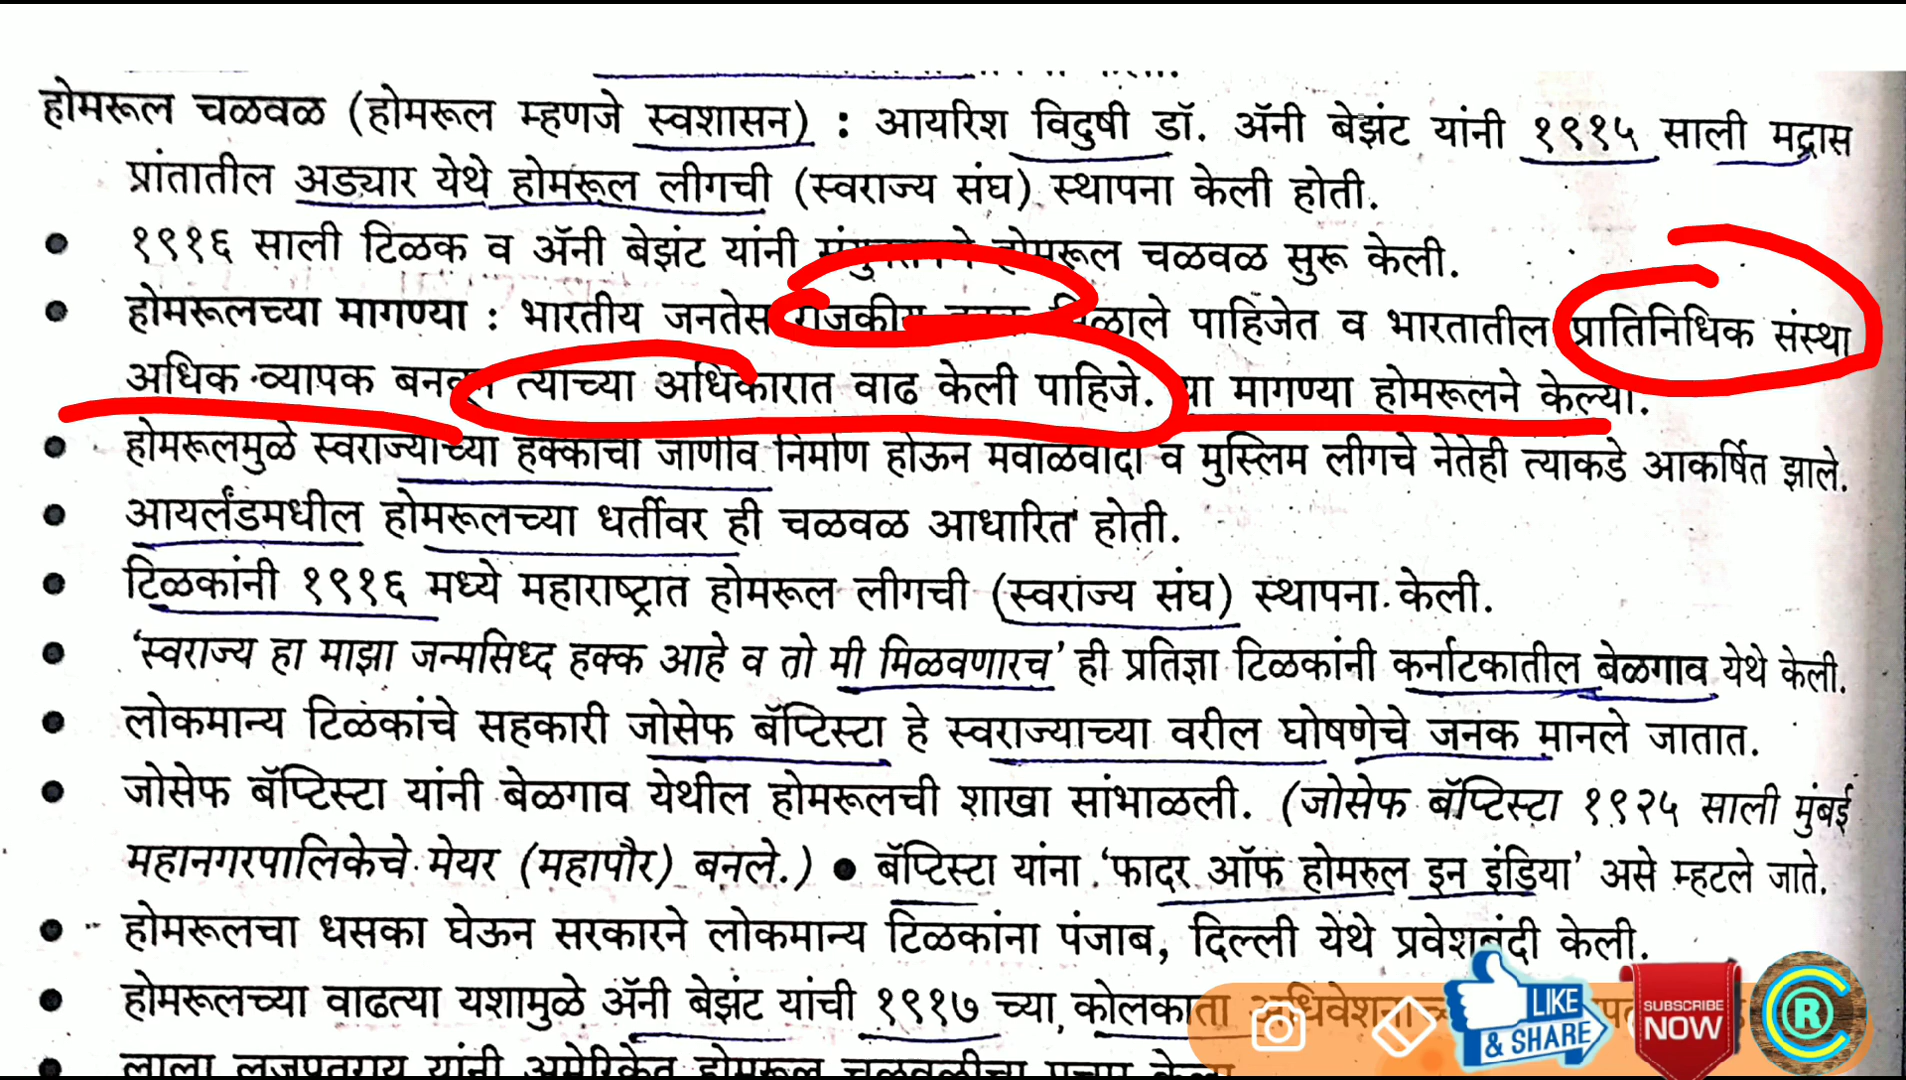 होमरूल चळवळ (होमरूल म्हणजे स्वशासन) : आयरिश विदुषी डॉ. ॲनी बेझंट यांनी १९१५ साली मद्रास
प्रांतातील अड्यार येथे होमरूल लीगची (स्वराज्य संघ) स्थापना केली होती.
● १९१६ साली टिळक व ॲनी बेझंट यांनी होमरूल चळवळ सुरू केली.
● होमरूलच्या मागण्या : भारतीय जनतेस राजकीय मिळाले पाहिजेत व भारतातील प्रातिनिधिक संस्था
अधिक व्यापक बनवून त्याच्या अधिकारात वाढ केली पाहिजे. या मागण्या होमरूलने केल्या.
● होमरूलमुळे स्वराज्याच्या हक्काची जाणीव निर्माण होऊन मवाळवादी व मुस्लिम लीगचे नेतेही त्याकडे आकर्षित झाले.
● आयर्लंडमधील होमरूलच्या धर्तीवर ही चळवळ आधारित होती.
● टिळकांनी १९१६ मध्ये महाराष्ट्रात होमरूल लीगची (स्वराज्य संघ) स्थापना केली.
● ‘स्वराज्य हा माझा जन्मसिध्द हक्क आहे व तो मी मिळवणारच’ ही प्रतिज्ञा टिळकांनी कर्नाटकातील बेळगाव येथे केली.
● लोकमान्य टिळकांचे सहकारी जोसेफ बॅप्टिस्टा हे स्वराज्याच्या वरील घोषणेचे जनक मानले जातात.
● जोसेफ बॅप्टिस्टा यांनी बेळगाव येथील होमरूलची शाखा सांभाळली. (जोसेफ बॅप्टिस्टा १९२५ साली मुंबई
महानगरपालिकेचे मेयर (महापौर) बनले.) ● बॅप्टिस्टा यांना ‘फादर ऑफ होमरुल इन इंडिया’ असे म्हटले जाते.
● होमरूलचा धसका घेऊन सरकारने लोकमान्य टिळकांना पंजाब, दिल्ली येथे प्रवेशबंदी केली.
● होमरूलच्या वाढत्या यशामुळे ॲनी बेझंट यांची १९१७ च्या कोलकाता
LIKE
& SHARE
SUBSCRIBE
NOW
R